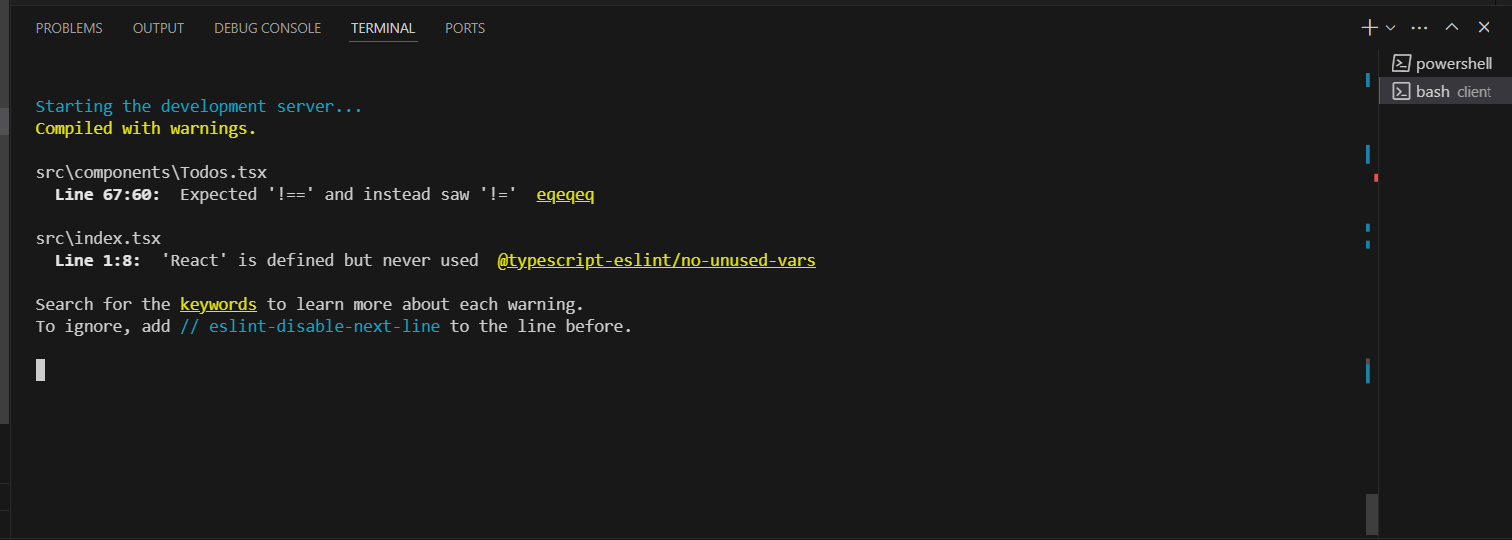 PROBLEMS OUTPUT DEBUG CONSOLE TERMINAL PORTS
powershell
bash client
Starting the development server...
Compiled with warnings.
src\components\Todos.tsx
Line 67:60: Expected '!==' and instead saw '!=' eqeqeq
src\index.tsx
Line 1:8: 'React' is defined but never used @typescript-eslint/no-unused-vars
Search for the keywords to learn more about each warning.
To ignore, add // eslint-disable-next-line to the line before.